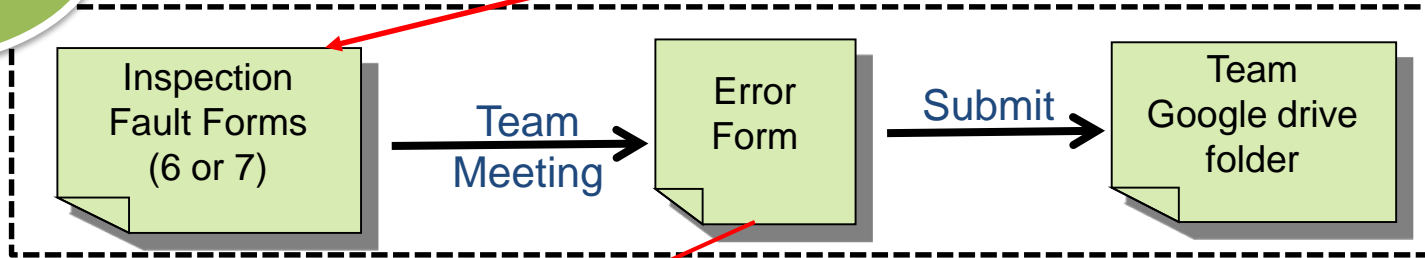 Inspection
Fault Forms
(6 or 7)
Team
Meeting
Error
Form
Submit
Team
Google drive
folder